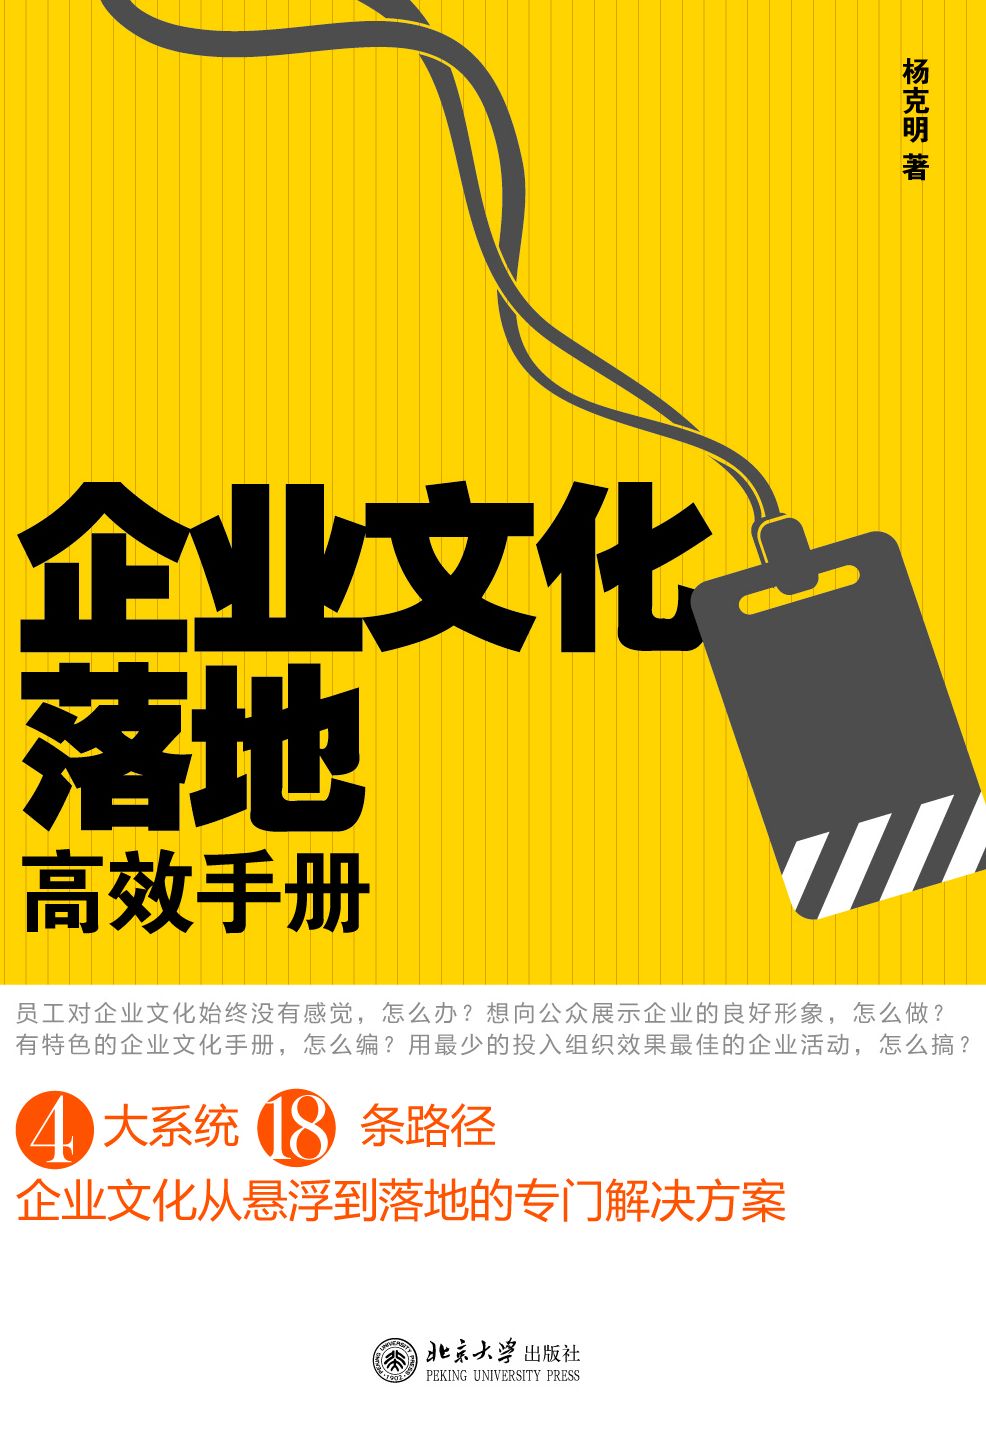 杨克明 著
企业文化
落地
高效手册
员工对企业文化始终没有感觉，怎么办？想向公众展示企业的良好形象，怎么做？
有特色的企业文化手册，怎么编？用最少的投入组织效果最佳的企业活动，怎么搞？
4大系统 18 条路径
企业文化从悬浮到落地的专门解决方案
北京大学出版社
PEKING UNIVERSITY PRESS